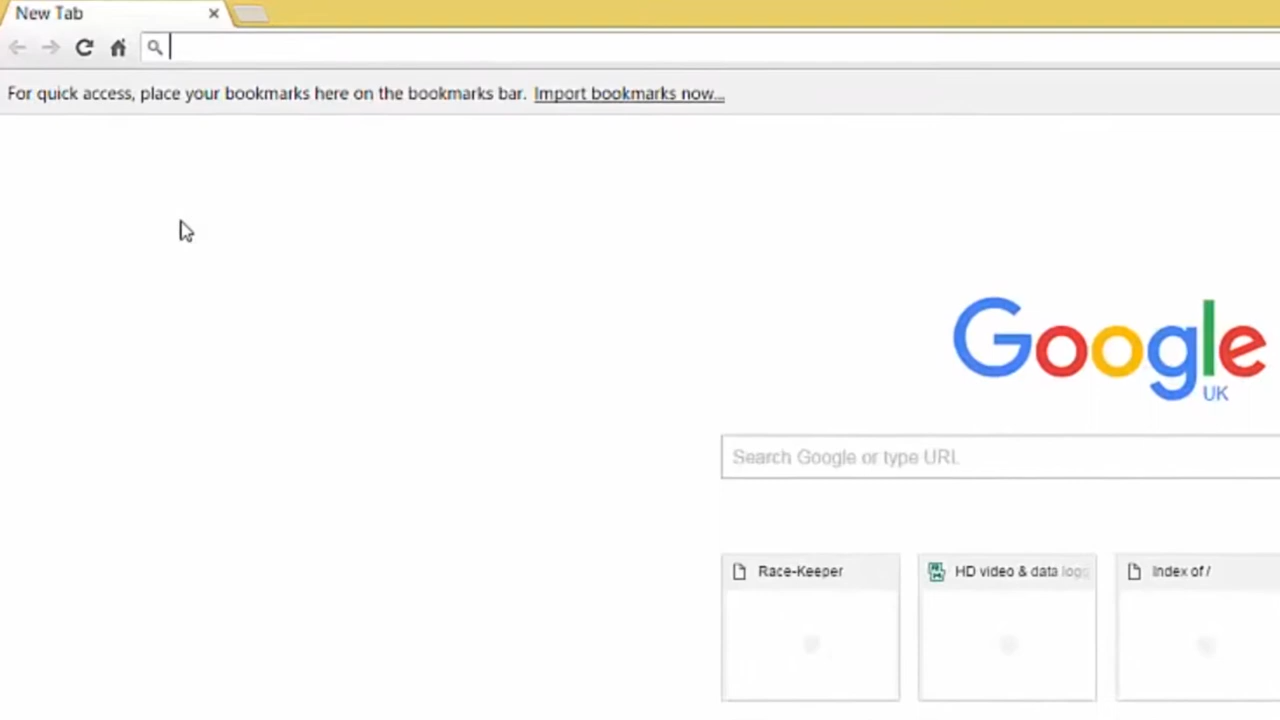 New Tab
For quick access, place your bookmarks here on the bookmarks bar. Import bookmarks now...
Google
UK
Search Google or type URL
Race-Keeper
HD video & data logg
Index of /